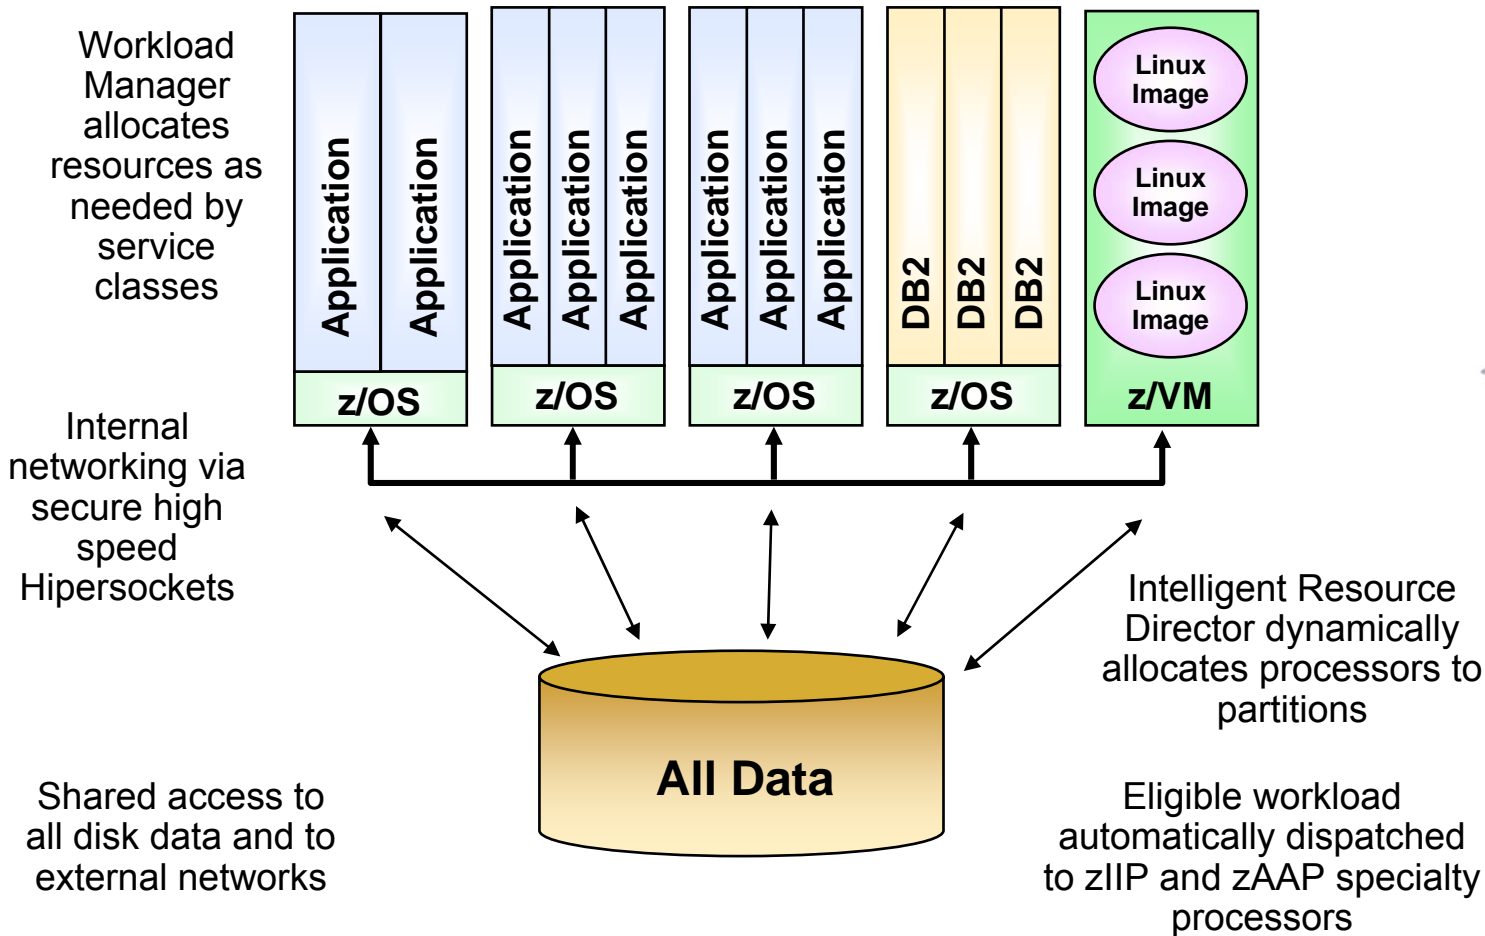 Workload
Manager
allocates
resources as
needed by
service
classes
Application
Application
z/OS
Application
Application
Application
z/OS
Application
Application
Application
z/OS
DB2
DB2
DB2
z/OS
Linux
Image
Linux
Image
Linux
Image
z/VM
Internal
networking via
secure high
speed
Hipersockets
Intelligent Resource
Director dynamically
allocates processors to
partitions
All Data
Shared access to
all disk data and to
external networks
Eligible workload
automatically dispatched
to zIIP and zAAP specialty
processors